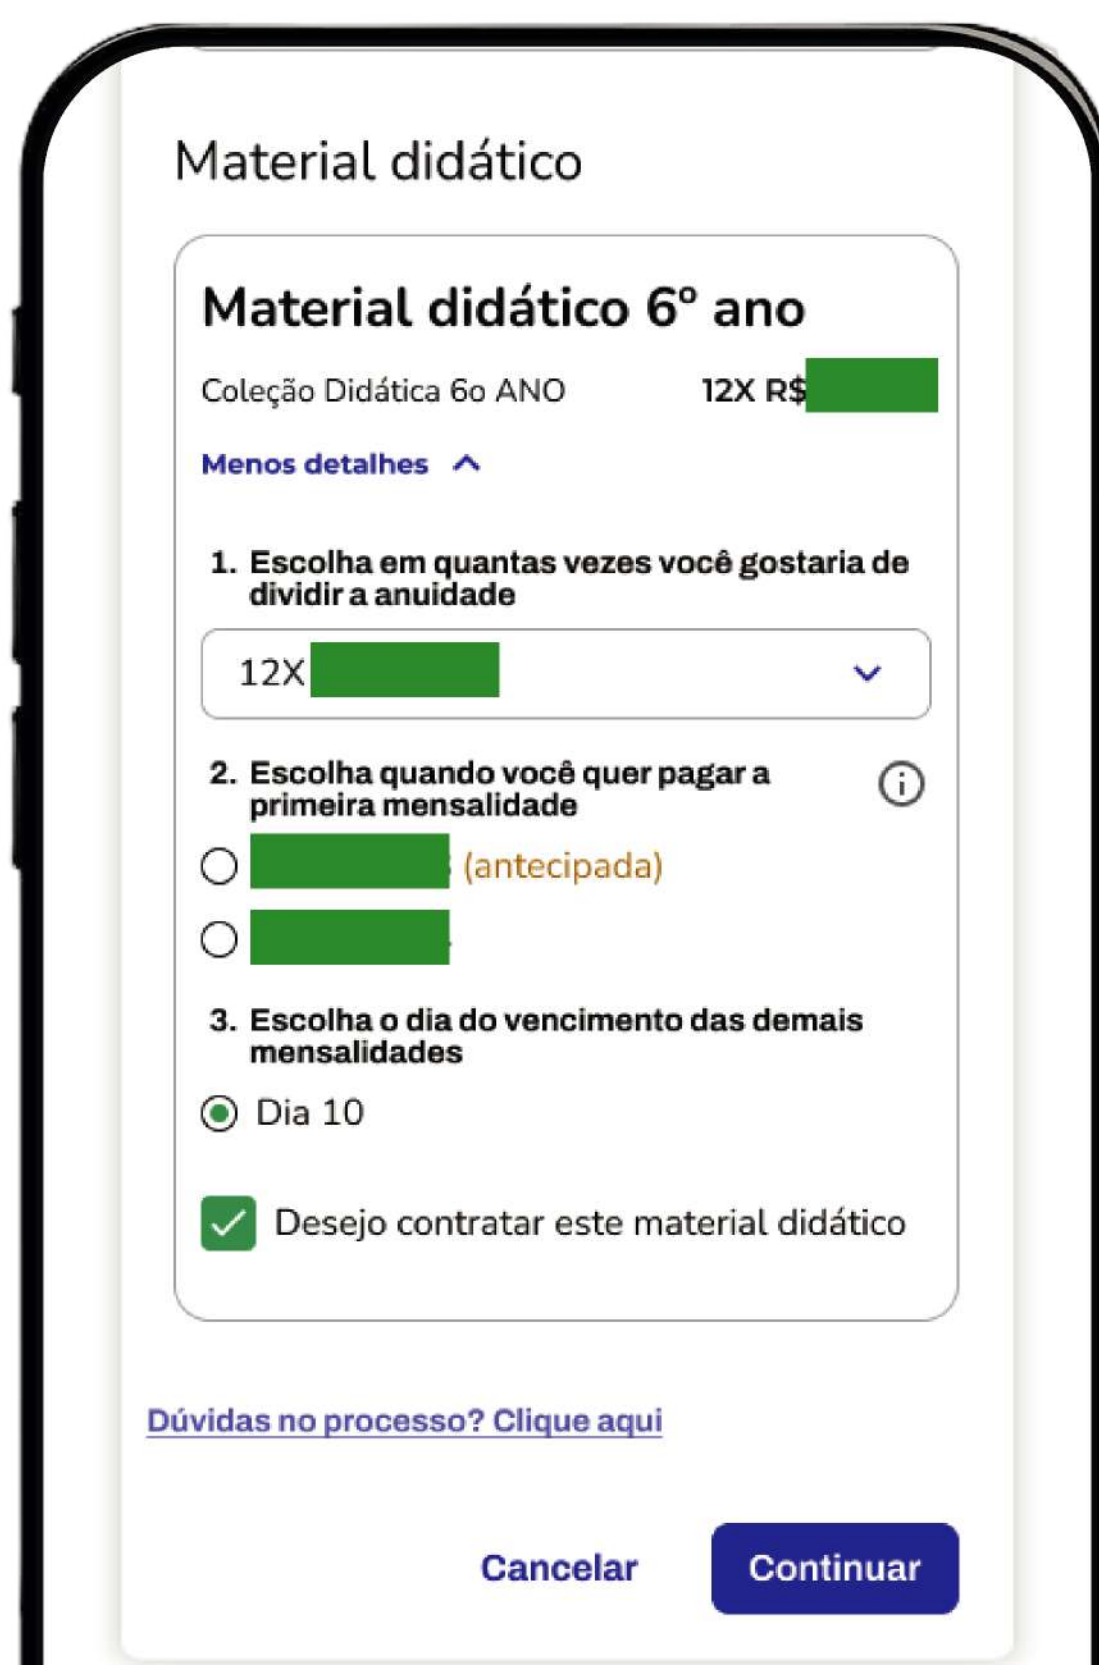 Material didático
Material didático 6º ano
Coleção Didática 6o ANO 12X R$
Menos detalhes
1. Escolha em quantas vezes você gostaria de
dividir a anuidade
12X
2. Escolha quando você quer pagar a
primeira mensalidade
(antecipada)
3. Escolha o dia do vencimento das demais
mensalidades
Dia 10
Desejo contratar este material didático
Dúvidas no processo? Clique aqui
Cancelar Continuar